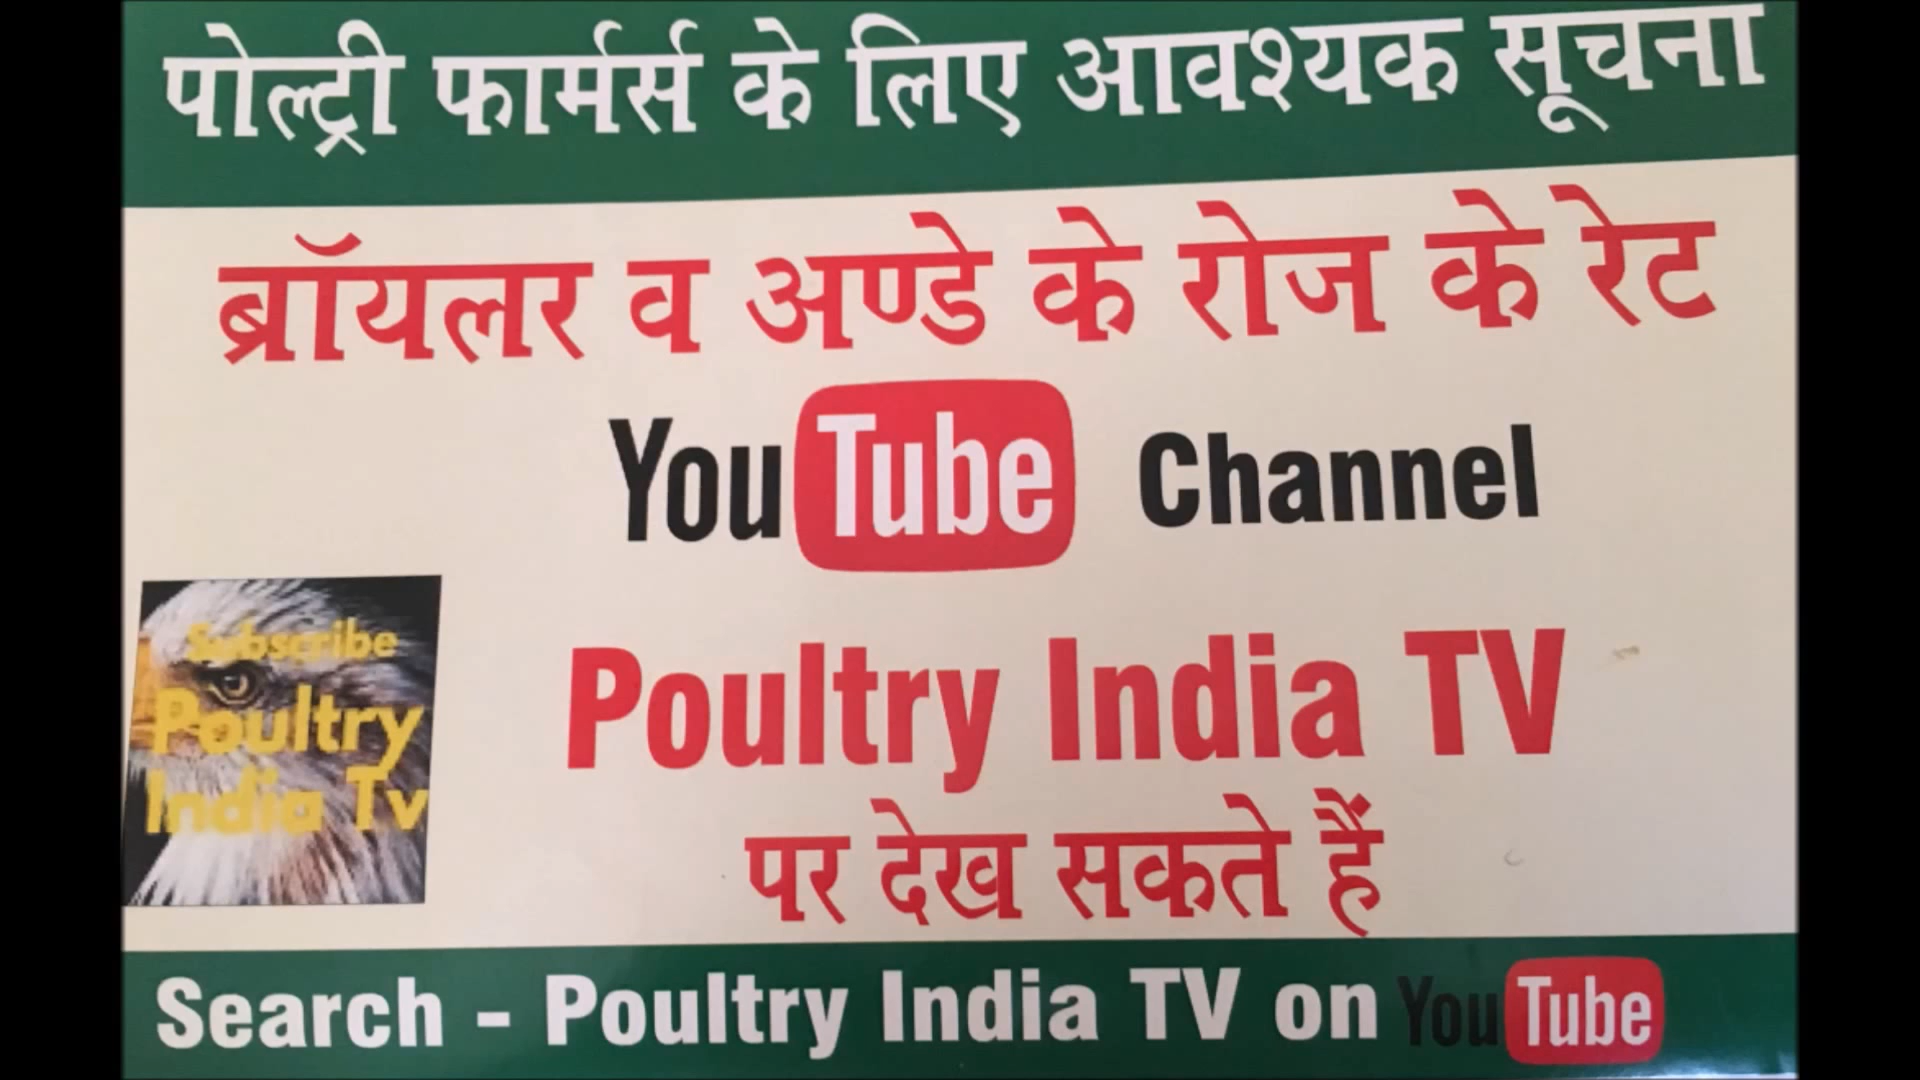 पोल्ट्री फार्मर्स के लिए आवश्यक सूचना
ब्रॉयलर व अण्डे के रोज के रेट
YouTube Channel
Subscribe
Poultry
India Tv
Poultry India TV
पर देख सकते हैं
Search - Poultry India TV on YouTube